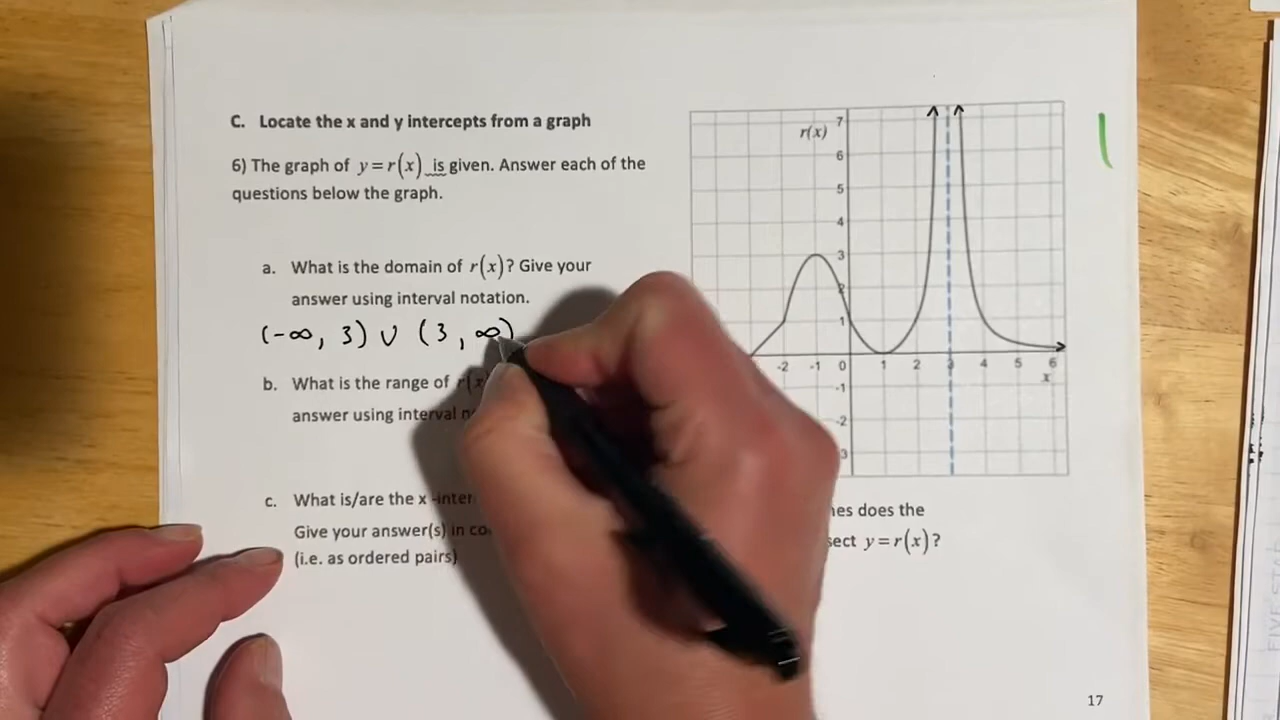 C. Locate the x and y intercepts from a graph
6) The graph of y=r(x) is given. Answer each of the
questions below the graph.
a. What is the domain of r(x)? Give your
answer using interval notation.
(-∞, 3) ∪ (3, ∞)
b. What is the range of
answer using interval
c. What is/are the x
Give your answer(s) in
(i.e. as ordered pairs)
r(x)
7
6
5
4
3
2
1
-2 -1 0 1 2 3 4 5 6
x
-1
-2
3
does the
y=r(x)?
17